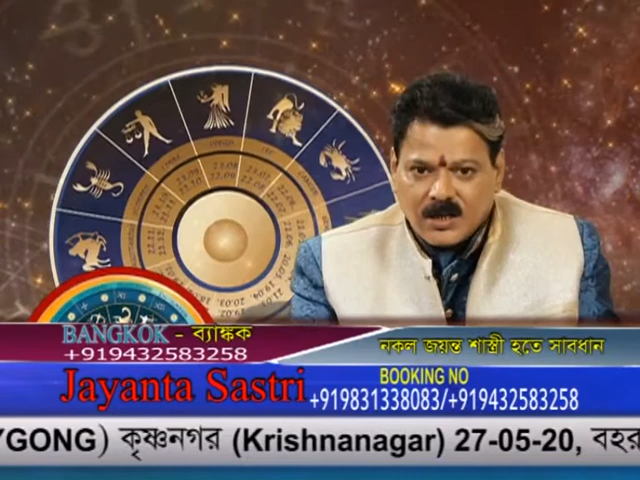 BANGKOK - ব্যাঙ্কক
+919432583258
নকল জয়ন্ত শাস্ত্রী হতে সাবধান
Jayanta Sastri
BOOKING NO
+919831338083/+919432583258
YGONG) কৃষ্ণনগর (Krishnanagar) 27-05-20, বহর